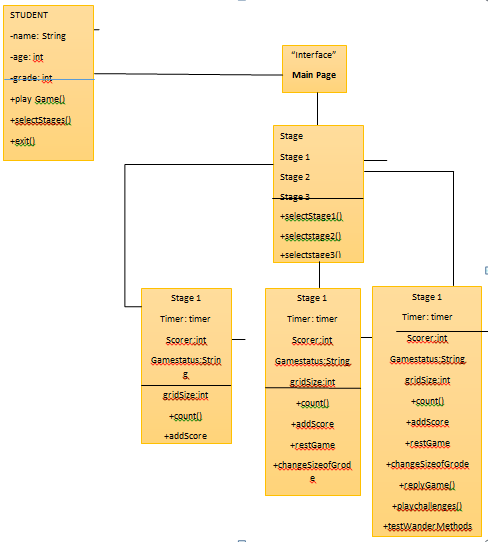 STUDENT
-name: String
-age: int
-grade: int
+play Game()
+selectStages()
+exit()
“Interface”
Main Page
Stage
Stage 1
Stage 2
Stage 3
+selectStage1()
+selectstage2()
+selectstage3()
Stage 1
Timer: timer
Scorer:int
Gamestatus:Strin
g
gridSize:int
+count()
+addScore
Stage 1
Timer: timer
Scorer:int
Gamestatus:String
gridSize:int
+count()
+addScore
+restGame
+changeSizeofGrod
e
Stage 1
Timer: timer
Scorer:int
Gamestatus:String
gridSize:int
+count()
+addScore
+restGame
+changeSizeofGrode
+replyGame()
+playchallenges()
+testWanderMethods